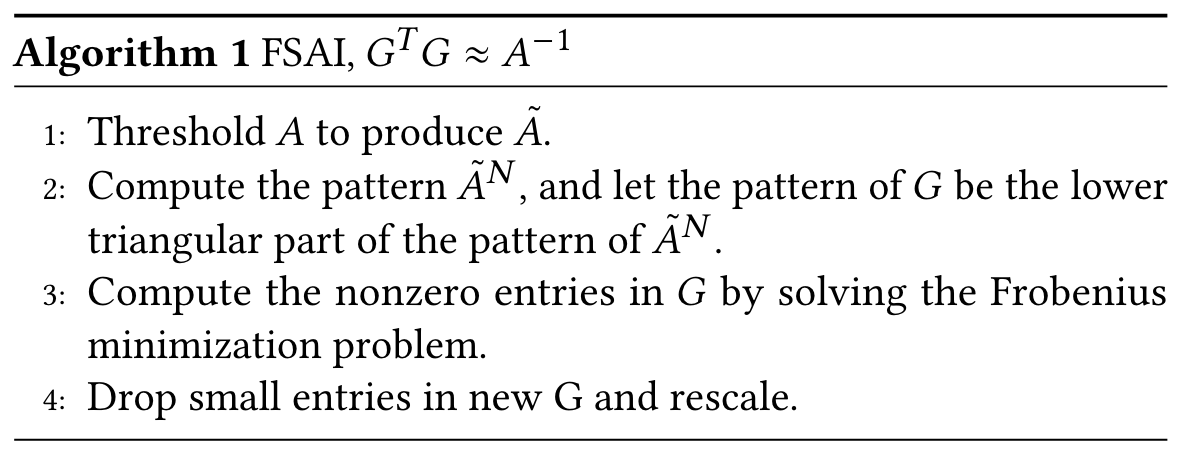 Algorithm 1 FSAI, $G^T G \approx A^{-1}$
1: Threshold $A$ to produce $\tilde{A}$.
2: Compute the pattern $\tilde{A}^N$, and let the pattern of $G$ be the lower
triangular part of the pattern of $\tilde{A}^N$.
3: Compute the nonzero entries in $G$ by solving the Frobenius
minimization problem.
4: Drop small entries in new G and rescale.